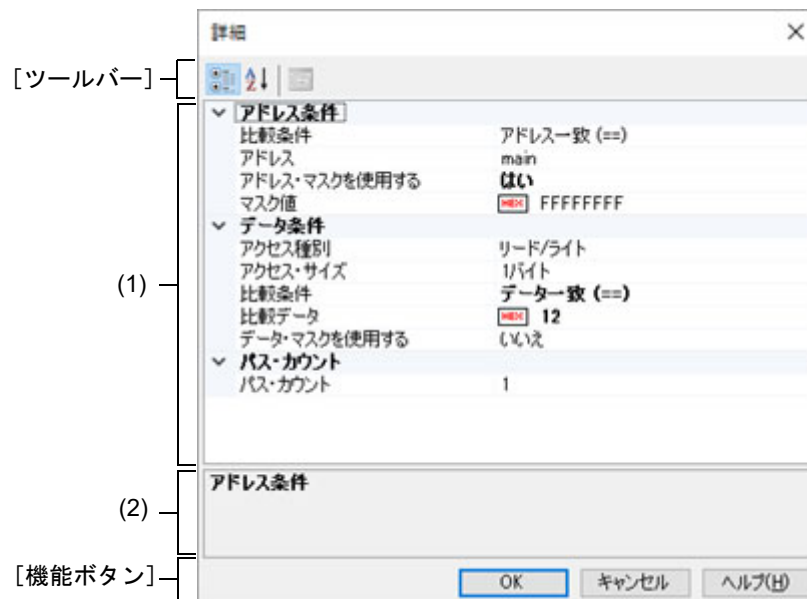 詳細
[ツールバー]
(1)
アドレス条件
比較条件 アドレス一致 (==)
アドレス main
アドレス・マスクを使用する はい
マスク値 HEX FFFFFFFF
データ条件
アクセス種別 リード/ライト
アクセス・サイズ 1バイト
比較条件 データ一致 (==)
比較データ HEX 12
データ・マスクを使用する いいえ
パス・カウント
パス・カウント 1
(2)
アドレス条件
[機能ボタン]
OK キャンセル ヘルプ(H)